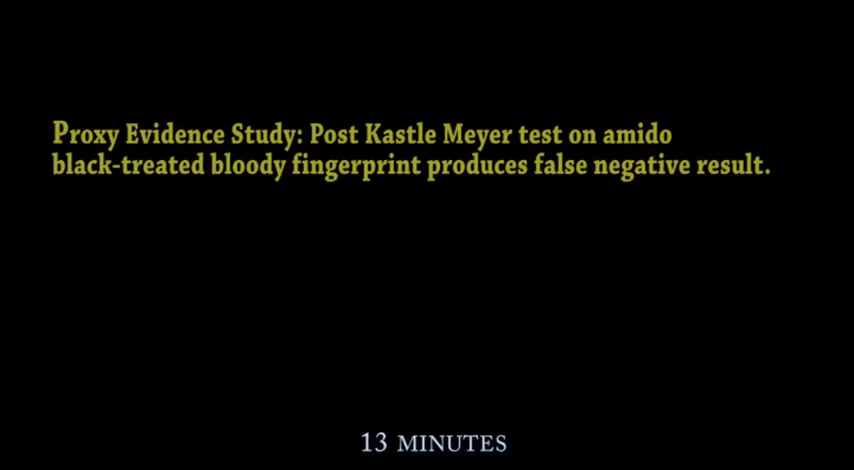 Proxy Evidence Study: Post Kastle Meyer test on amido
black-treated bloody fingerprint produces false negative result.
13 MINUTES